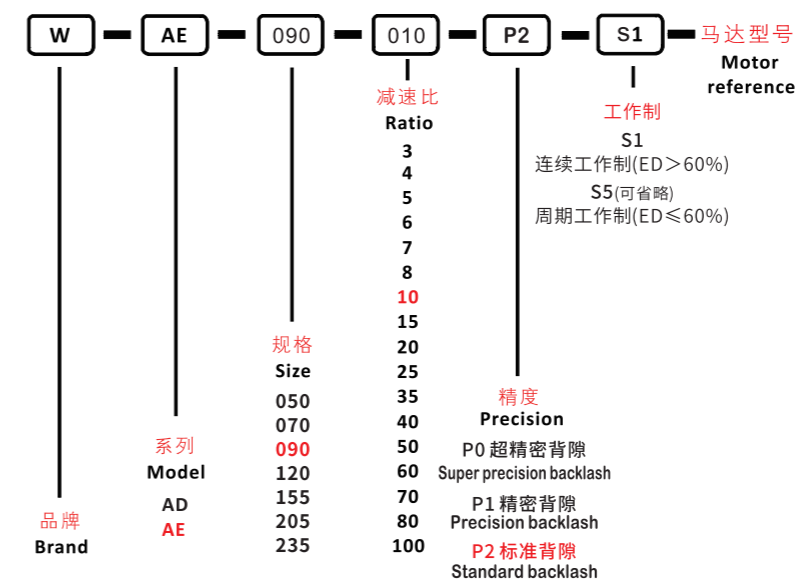 W
AE
090
010
P2
S1
马达型号
Motor
reference
减速比
Ratio
3
4
5
6
7
8
10
15
20
25
35
40
50
60
70
80
100
工作制
S1
连续工作制(ED＞60%)
S5(可省略)
周期工作制(ED≤60%)
规格
Size
050
070
090
120
155
205
235
精度
Precision
P0 超精密背隙
Super precision backlash
P1 精密背隙
Precision backlash
P2 标准背隙
Standard backlash
系列
Model
AD
AE
品牌
Brand